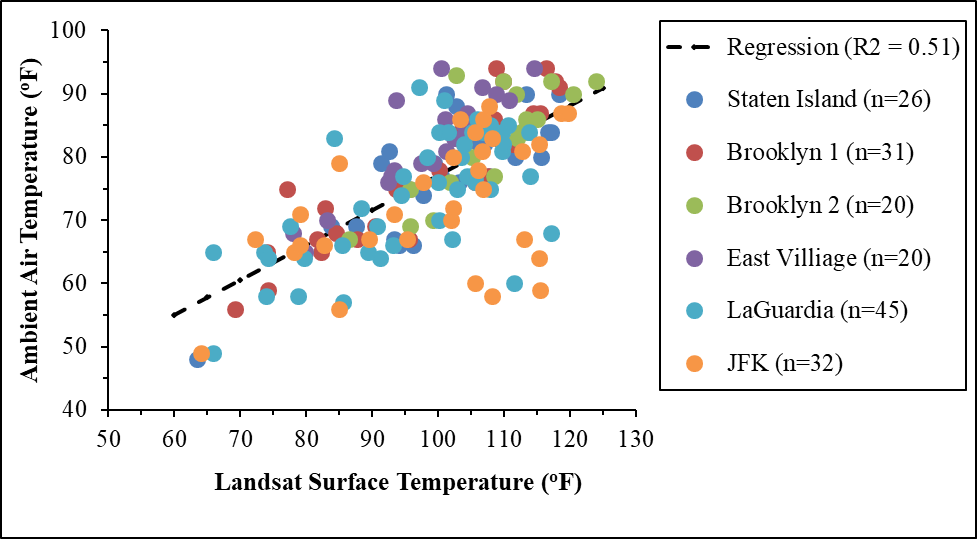 100
90
80
70
60
50
40
Ambient Air Temperature (ºF)
50 60 70 80 90 100 110 120 130
Landsat Surface Temperature (ºF)
Regression (R2 = 0.51)
Staten Island (n=26)
Brooklyn 1 (n=31)
Brooklyn 2 (n=20)
East Villiage (n=20)
LaGuardia (n=45)
JFK (n=32)